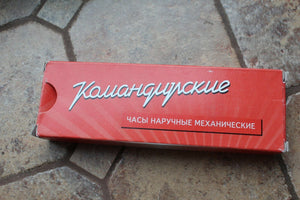 Командирские
ЧАСЫ НАРУЧНЫЕ МЕХАНИЧЕСКИЕ